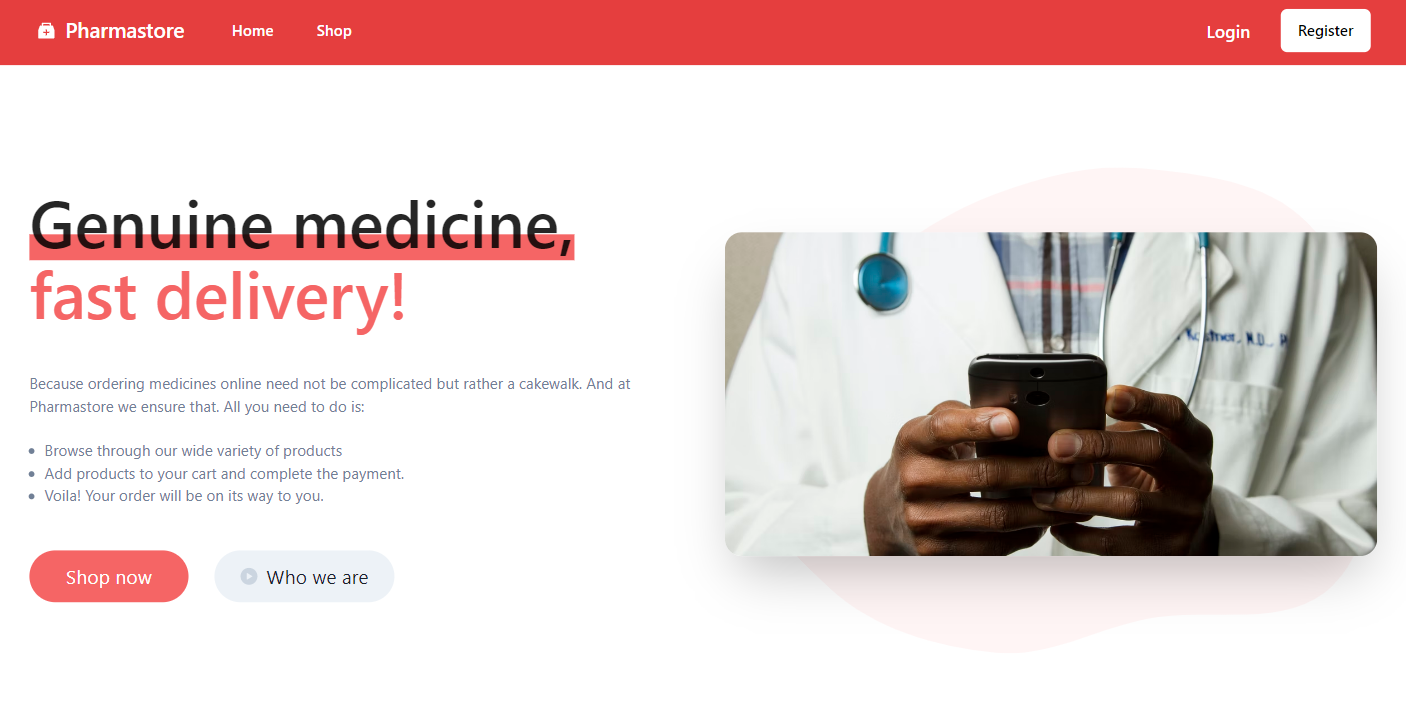 Pharmastore
Home
Shop
Login
Register
Genuine medicine,
fast delivery!
Because ordering medicines online need not be complicated but rather a cakewalk. And at
Pharmastore we ensure that. All you need to do is:
Browse through our wide variety of products
Add products to your cart and complete the payment.
Voila! Your order will be on its way to you.
Shop now
Who we are
M.D.,